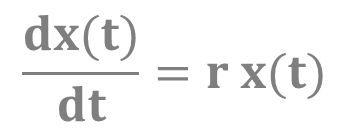 dx(t)/dt = r x(t)